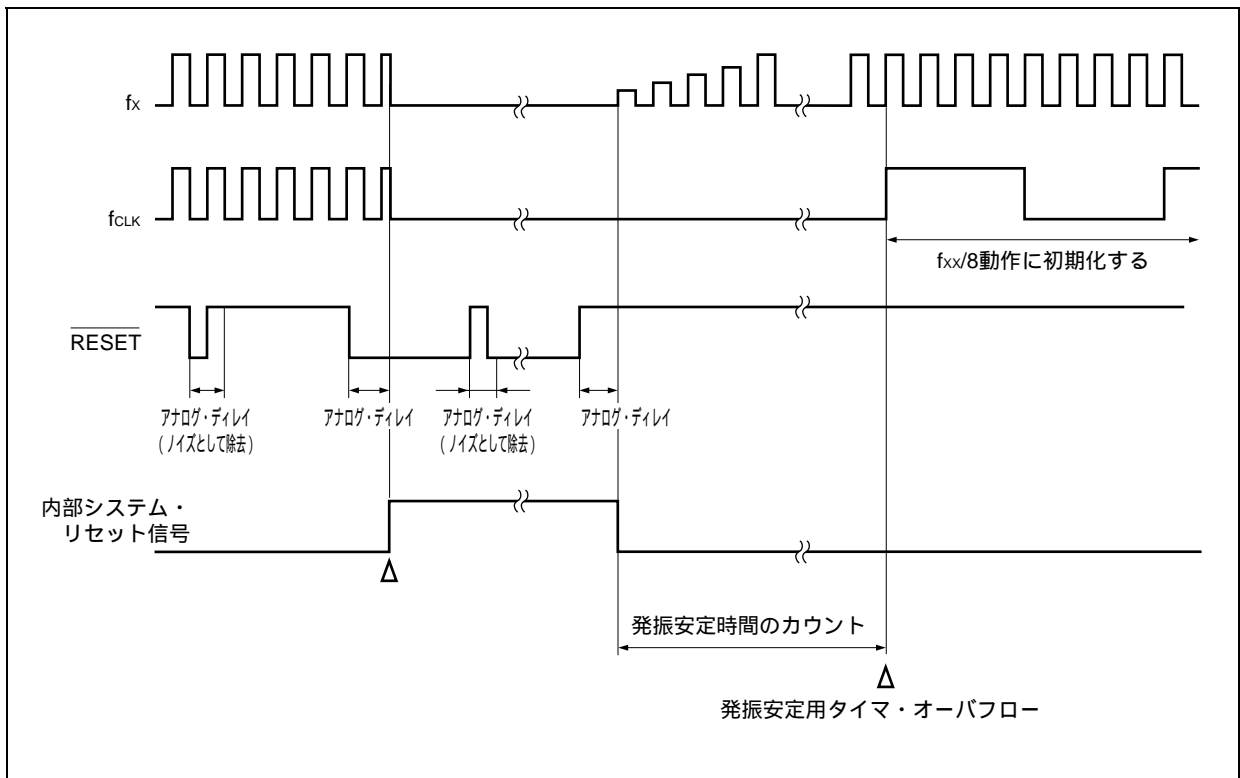 fX
fCLK
fXX/8動作に初期化する
RESET
アナログ・ディレイ
(ノイズとして除去)
アナログ・ディレイ
アナログ・ディレイ
(ノイズとして除去)
アナログ・ディレイ
内部システム・
リセット信号
発振安定時間のカウント
発振安定用タイマ・オーバフロー